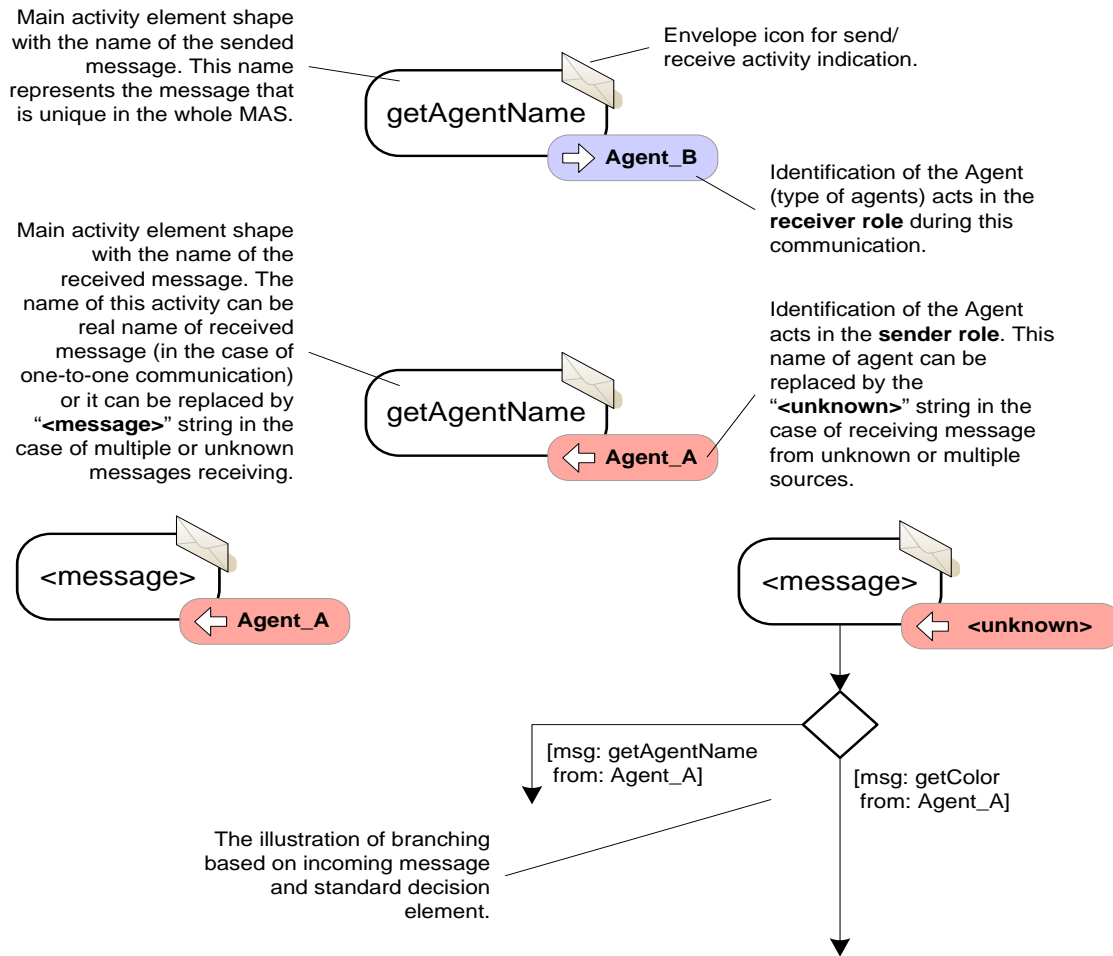 Main activity element shape
with the name of the sended
message. This name
represents the message that
is unique in the whole MAS.
Envelope icon for send/
receive activity indication.
getAgentName
Agent_B
Identification of the Agent
(type of agents) acts in the
receiver role during this
communication.
Main activity element shape
with the name of the
received message. The
name of this activity can be
real name of received
message (in the case of
one-to-one communication)
or it can be replaced by
“<message>” string in the
case of multiple or unknown
messages receiving.
getAgentName
Agent_A
Identification of the Agent
acts in the sender role. This
name of agent can be
replaced by the
“<unknown>” string in the
case of receiving message
from unknown or multiple
sources.
<message>
Agent_A
<message>
<unknown>
[msg: getAgentName
from: Agent_A]
[msg: getColor
from: Agent_A]
The illustration of branching
based on incoming message
and standard decision
element.